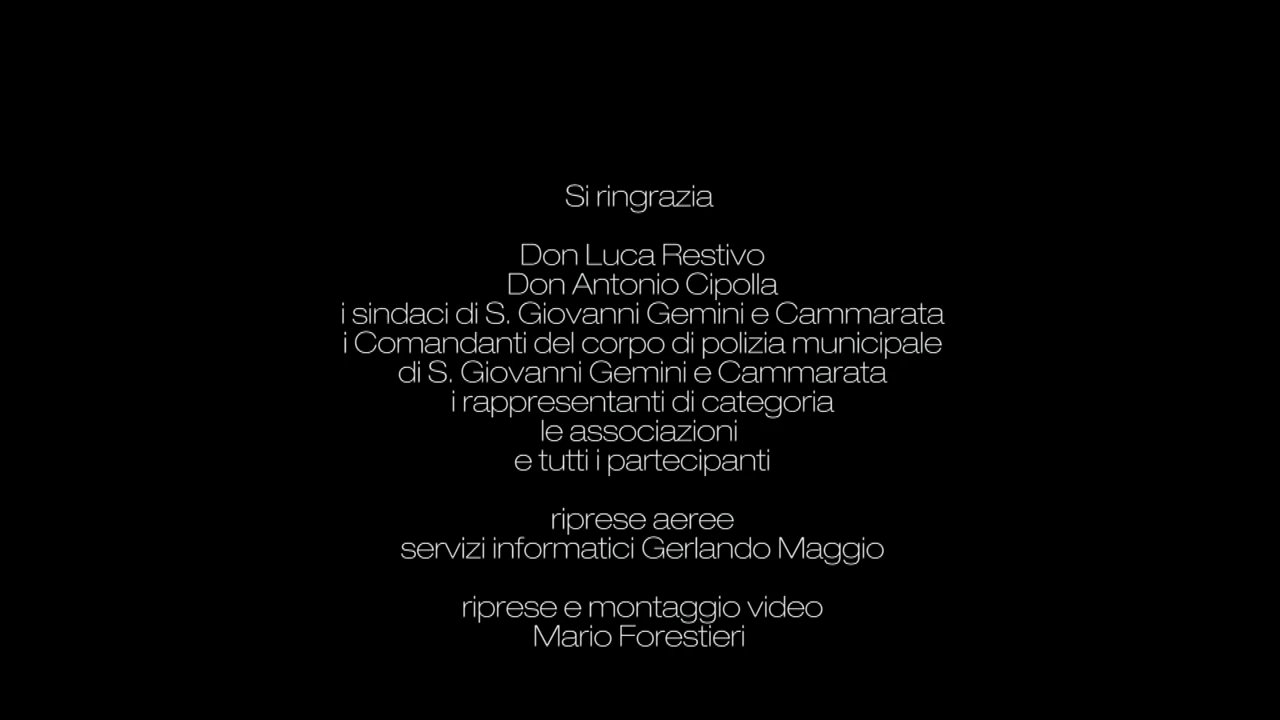 Si ringrazia
Don Luca Restivo
Don Antonio Cipolla
i sindaci di S. Giovanni Gemini e Cammarata
i Comandanti del corpo di polizia municipale
di S. Giovanni Gemini e Cammarata
i rappresentanti di categoria
le associazioni
e tutti i partecipanti
riprese aeree
servizi informatici Gerlando Maggio
riprese e montaggio video
Mario Forestieri